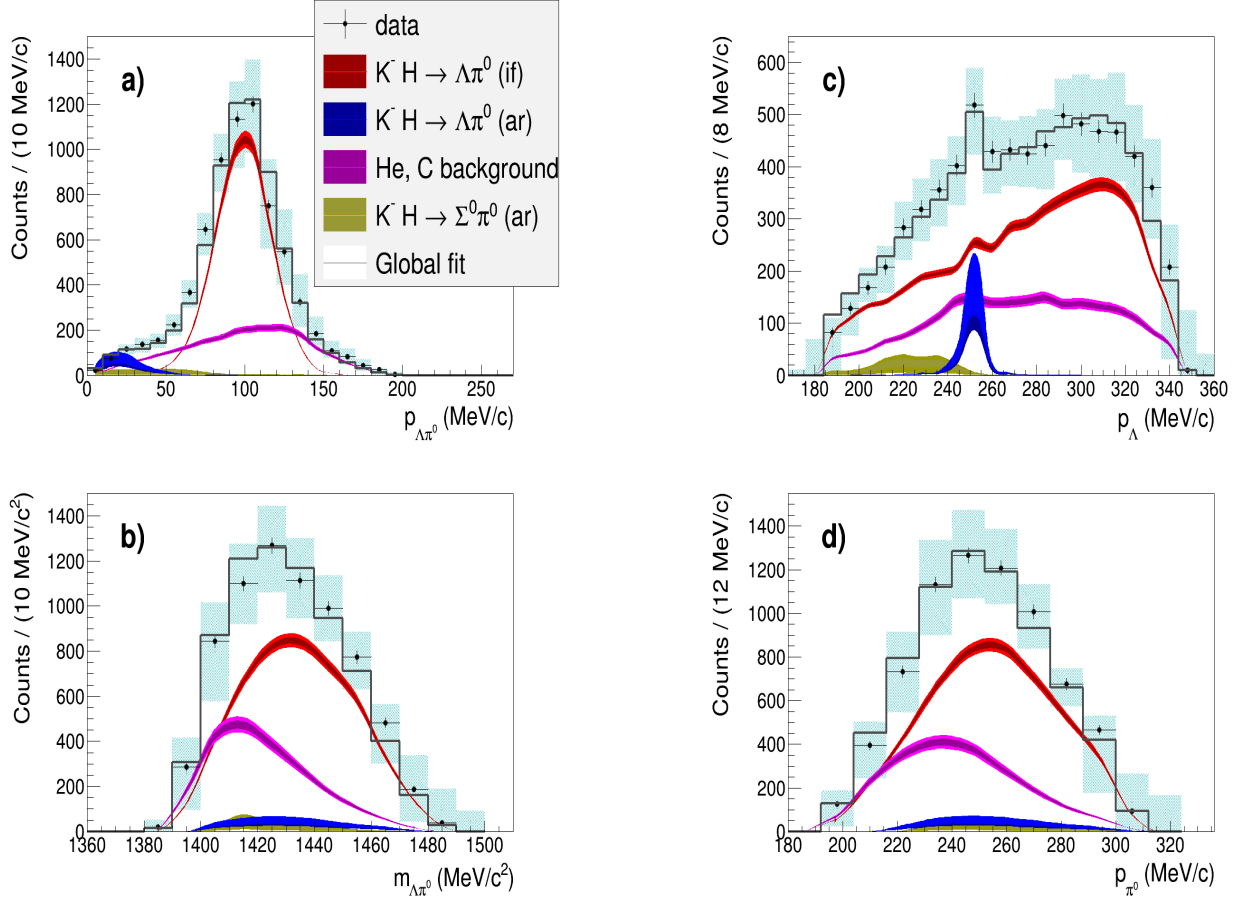 a)
data
K⁻ H → Λπ⁰ (if)
K⁻ H → Λπ⁰ (ar)
He, C background
K⁻ H → Σ⁰π⁰ (ar)
Global fit
Counts / (10 MeV/c)
1400
1200
1000
800
600
400
200
0
0 50 100 150 200 250
p_Λπ⁰ (MeV/c)
c)
Counts / (8 MeV/c)
600
500
400
300
200
100
0
180 200 220 240 260 280 300 320 340 360
p_Λ (MeV/c)
b)
Counts / (10 MeV/c²)
1400
1200
1000
800
600
400
200
0
1360 1400 1420 1440 1460 1480 1500
m_Λπ⁰ (MeV/c²)
d)
Counts / (12 MeV/c)
1400
1200
1000
800
600
400
200
0
180 200 220 240 260 280 300 320
p_π⁰ (MeV/c)